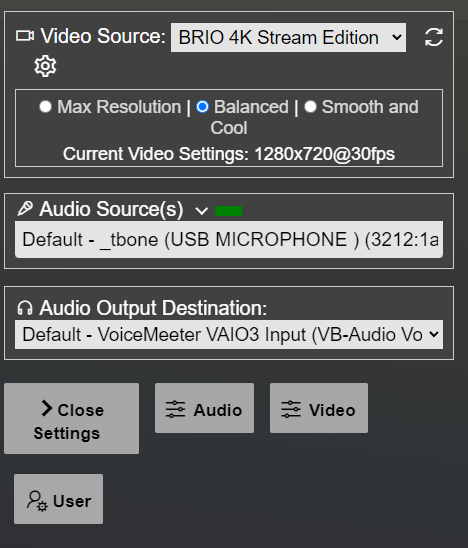 Video Source: BRIO 4K Stream Edition
Max Resolution | Balanced | Smooth and
Cool
Current Video Settings: 1280x720@30fps
Audio Source(s)
Default - _tbone (USB MICROPHONE ) (3212:1a
Audio Output Destination:
Default - VoiceMeeter VAIO3 Input (VB-Audio Vo
Close
Settings
Audio
Video
User